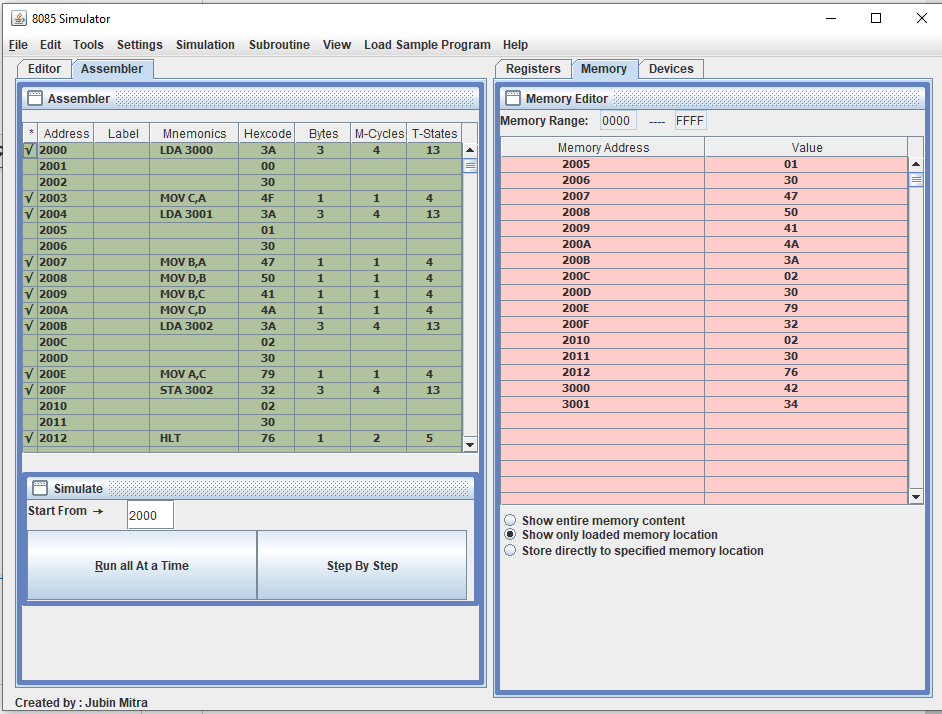 8085 Simulator
File Edit Tools Settings Simulation Subroutine View Load Sample Program Help
Editor Assembler
Assembler
* Address Label Mnemonics Hexcode Bytes M-Cycles T-States
√ 2000 LDA 3000 3A 3 4 13
2001 00
2002 30
√ 2003 MOV C,A 4F 1 1 4
√ 2004 LDA 3001 3A 3 4 13
2005 01
2006 30
√ 2007 MOV B,A 47 1 1 4
√ 2008 MOV D,B 50 1 1 4
√ 2009 MOV B,C 41 1 1 4
√ 200A MOV C,D 4A 1 1 4
√ 200B LDA 3002 3A 3 4 13
200C 02
200D 30
√ 200E MOV A,C 79 1 1 4
√ 200F STA 3002 32 3 4 13
2010 02
2011 30
√ 2012 HLT 76 1 2 5
Simulate
Start From → 2000
Run all At a Time Step By Step
Created by : Jubin Mitra
Registers Memory Devices
Memory Editor
Memory Range: 0000 ---- FFFF
Memory Address Value
2005 01
2006 30
2007 47
2008 50
2009 41
200A 4A
200B 3A
200C 02
200D 30
200E 79
200F 32
2010 02
2011 30
2012 76
3000 42
3001 34
Show entire memory content
Show only loaded memory location
Store directly to specified memory location